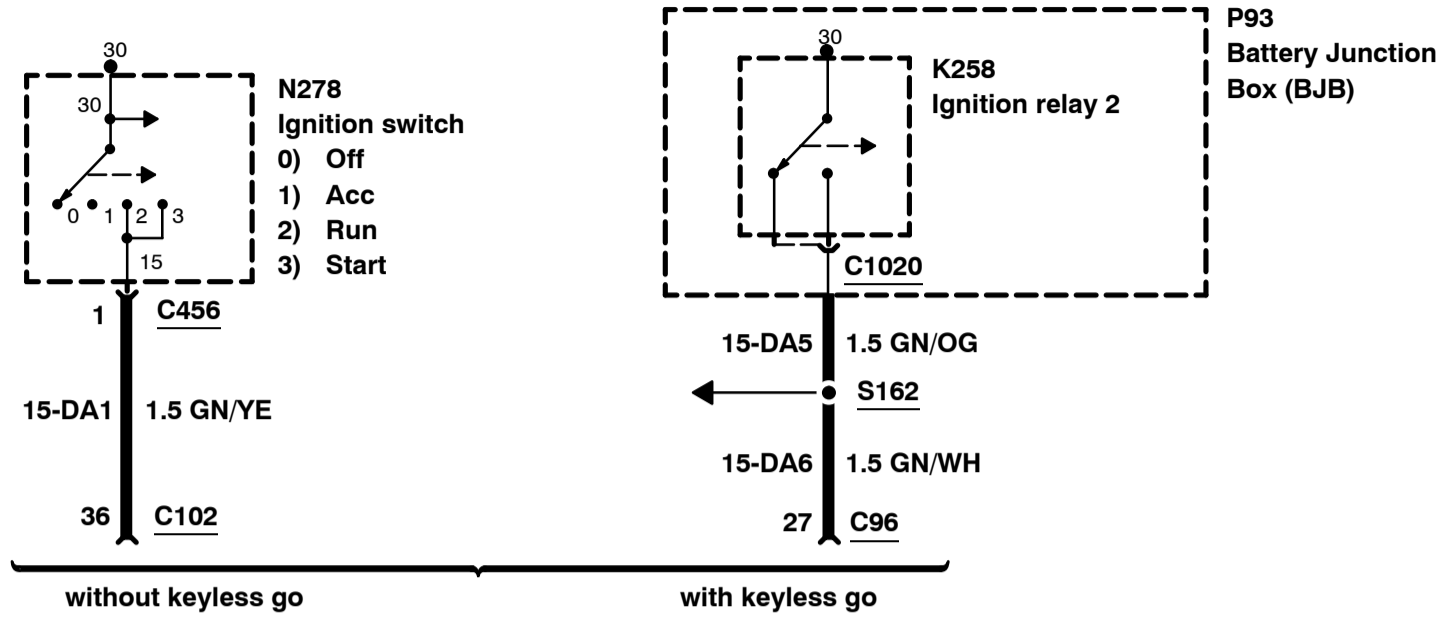 30
30
0 1 2 3
15
N278
Ignition switch
0) Off
1) Acc
2) Run
3) Start
1 C456
15-DA1 1.5 GN/YE
36 C102
without keyless go
P93
Battery Junction
Box (BJB)
30
K258
Ignition relay 2
C1020
15-DA5 1.5 GN/OG
S162
15-DA6 1.5 GN/WH
27 C96
with keyless go